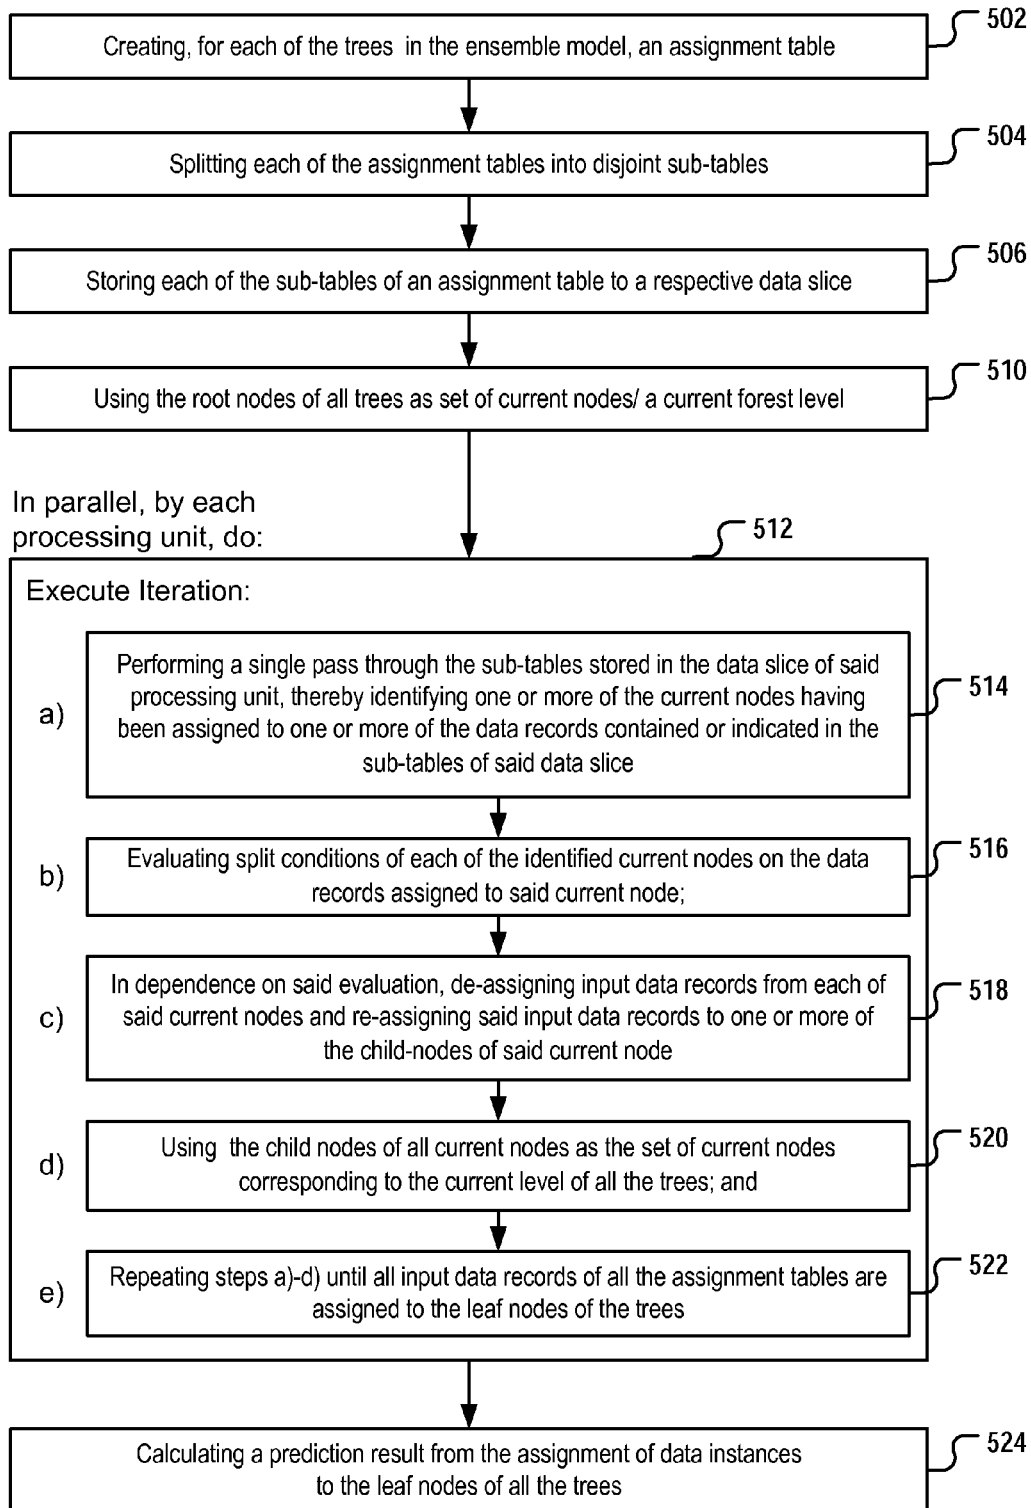 502
Creating, for each of the trees in the ensemble model, an assignment table
504
Splitting each of the assignment tables into disjoint sub-tables
506
Storing each of the sub-tables of an assignment table to a respective data slice
510
Using the root nodes of all trees as set of current nodes/ a current forest level
In parallel, by each
processing unit, do:
512
Execute Iteration:
a)
Performing a single pass through the sub-tables stored in the data slice of said
processing unit, thereby identifying one or more of the current nodes having
been assigned to one or more of the data records contained or indicated in the
sub-tables of said data slice
514
b)
Evaluating split conditions of each of the identified current nodes on the data
records assigned to said current node;
516
c)
In dependence on said evaluation, de-assigning input data records from each of
said current nodes and re-assigning said input data records to one or more of
the child-nodes of said current node
518
d)
Using the child nodes of all current nodes as the set of current nodes
corresponding to the current level of all the trees; and
520
e)
Repeating steps a)-d) until all input data records of all the assignment tables are
assigned to the leaf nodes of the trees
522
Calculating a prediction result from the assignment of data instances
to the leaf nodes of all the trees
524